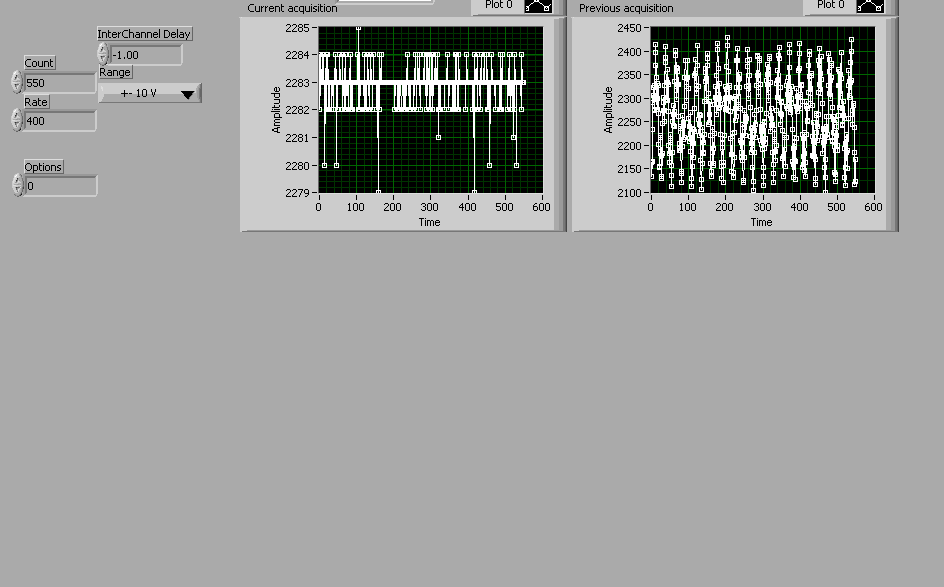 InterChannel Delay
-1.00
Count
550
Range
+- 10 V
Rate
400
Options
0
Current acquisition
Plot 0
2285
2284
2283
2282
2281
2280
2279
Amplitude
0 100 200 300 400 500 600
Time
Previous acquisition
Plot 0
2450
2400
2350
2300
2250
2200
2150
2100
Amplitude
0 100 200 300 400 500 600
Time